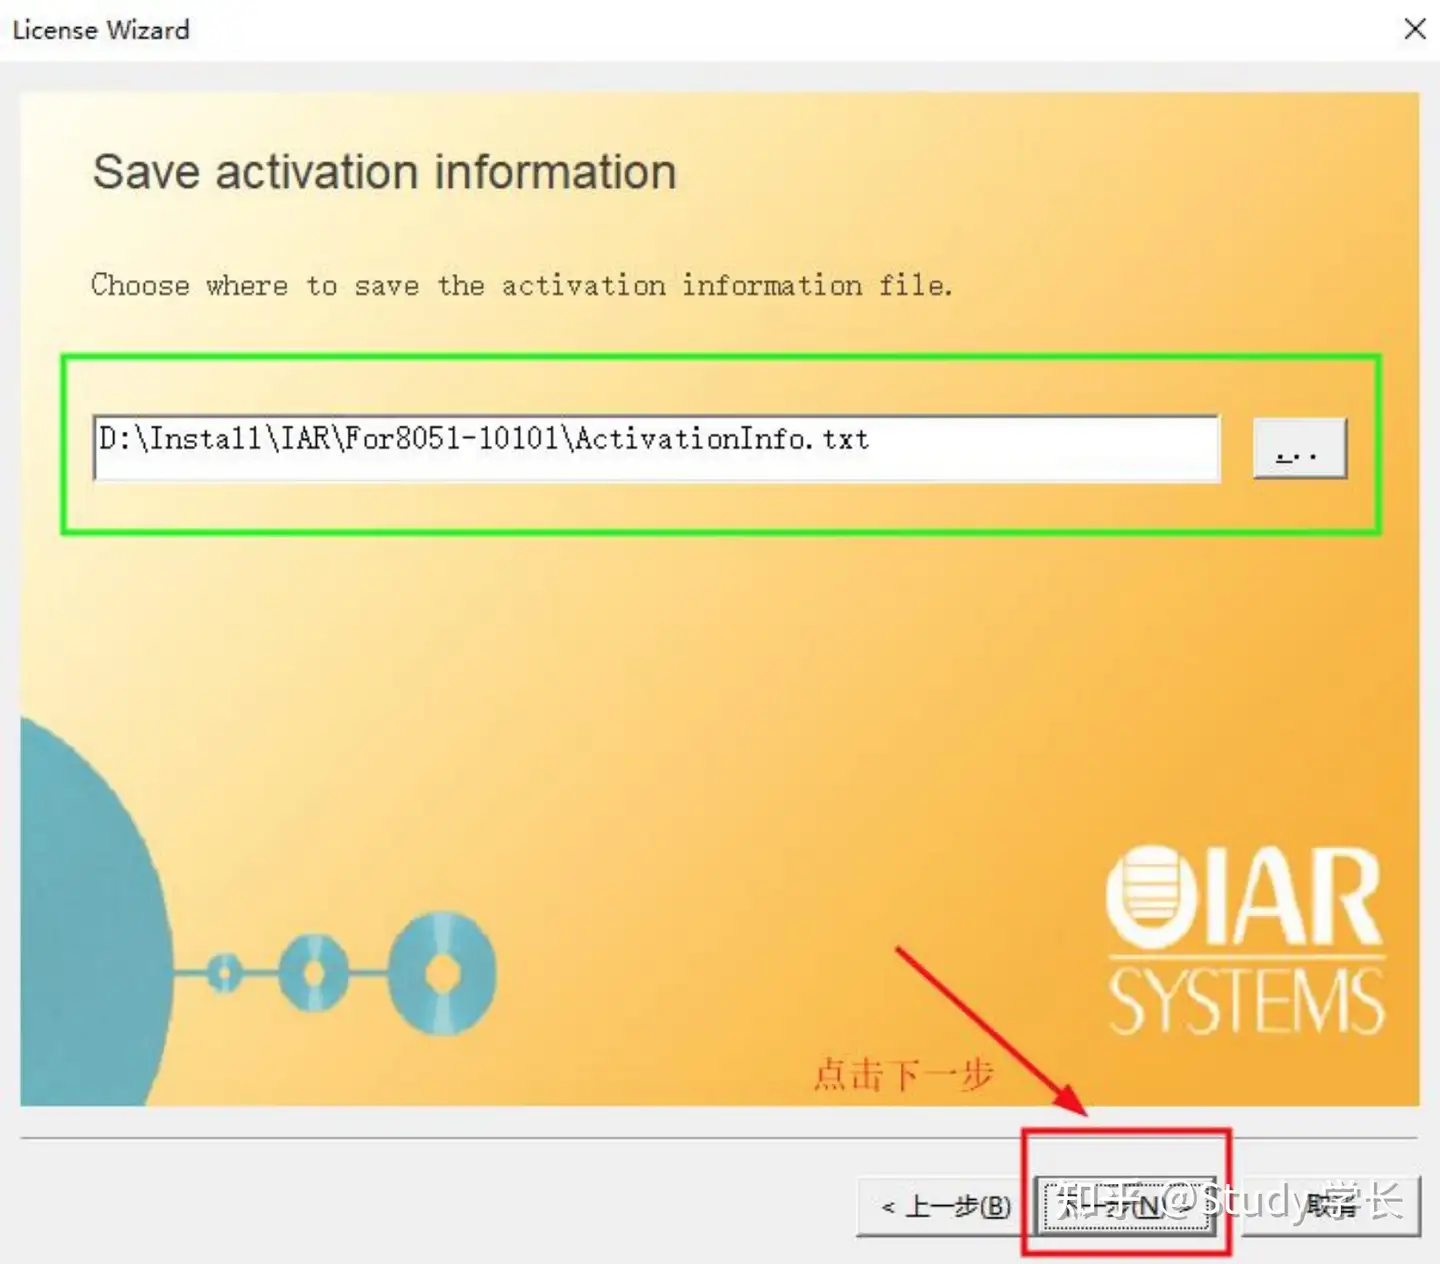 License Wizard
Save activation information
Choose where to save the activation information file.
D:\Install\IAR\For8051-10101\ActivationInfo.txt
...
IAR
SYSTEMS
点击下一步
< 上一步(B)
下一步(N) >
取消
知乎 @Study学长